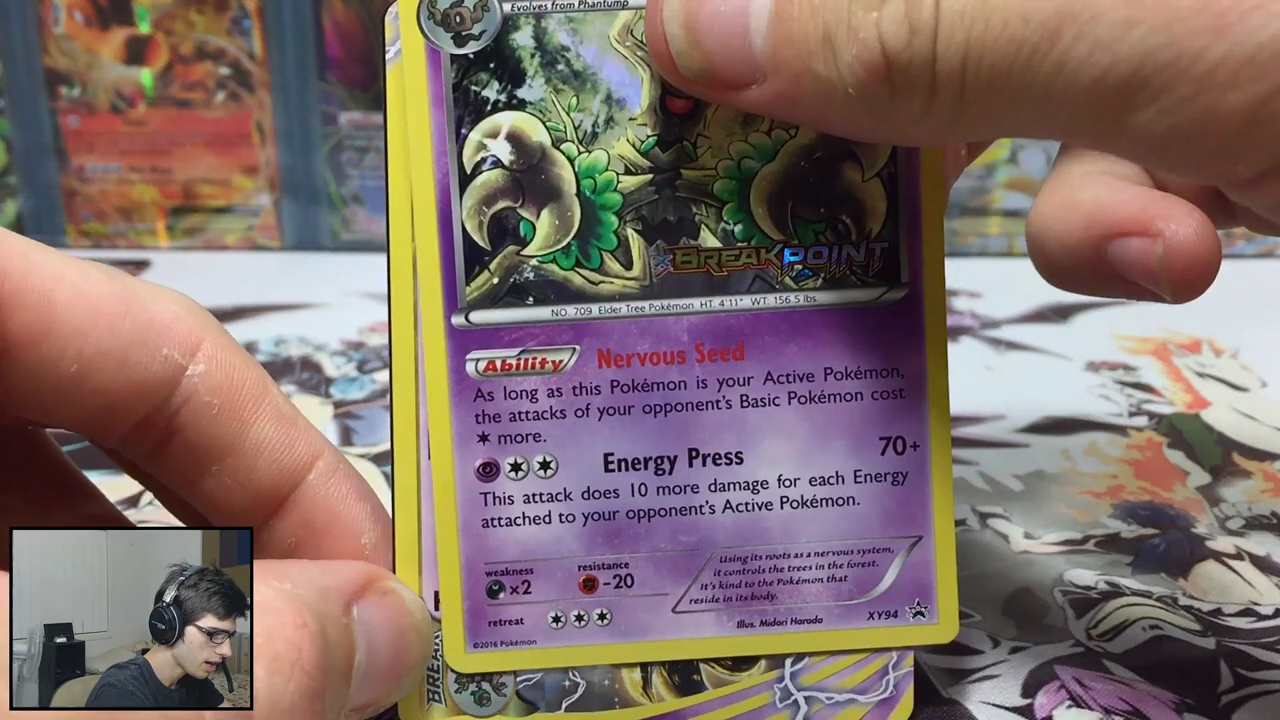 Evolves from Phantump
BREAKPOINT
NO. 709 Elder Tree Pokémon HT. 4'11" WT. 156.5 lbs.
Ability Nervous Seed
As long as this Pokémon is your Active Pokémon,
the attacks of your opponent's Basic Pokémon cost
more.
Energy Press 70+
This attack does 10 more damage for each Energy
attached to your opponent's Active Pokémon.
weakness
×2
resistance
-20
retreat
Using its roots as a nervous system,
it controls the trees in the forest.
It's kind to the Pokémon that
reside in its body.
Illus. Midori Harada
XY94
©2016 Pokémon
BREAK